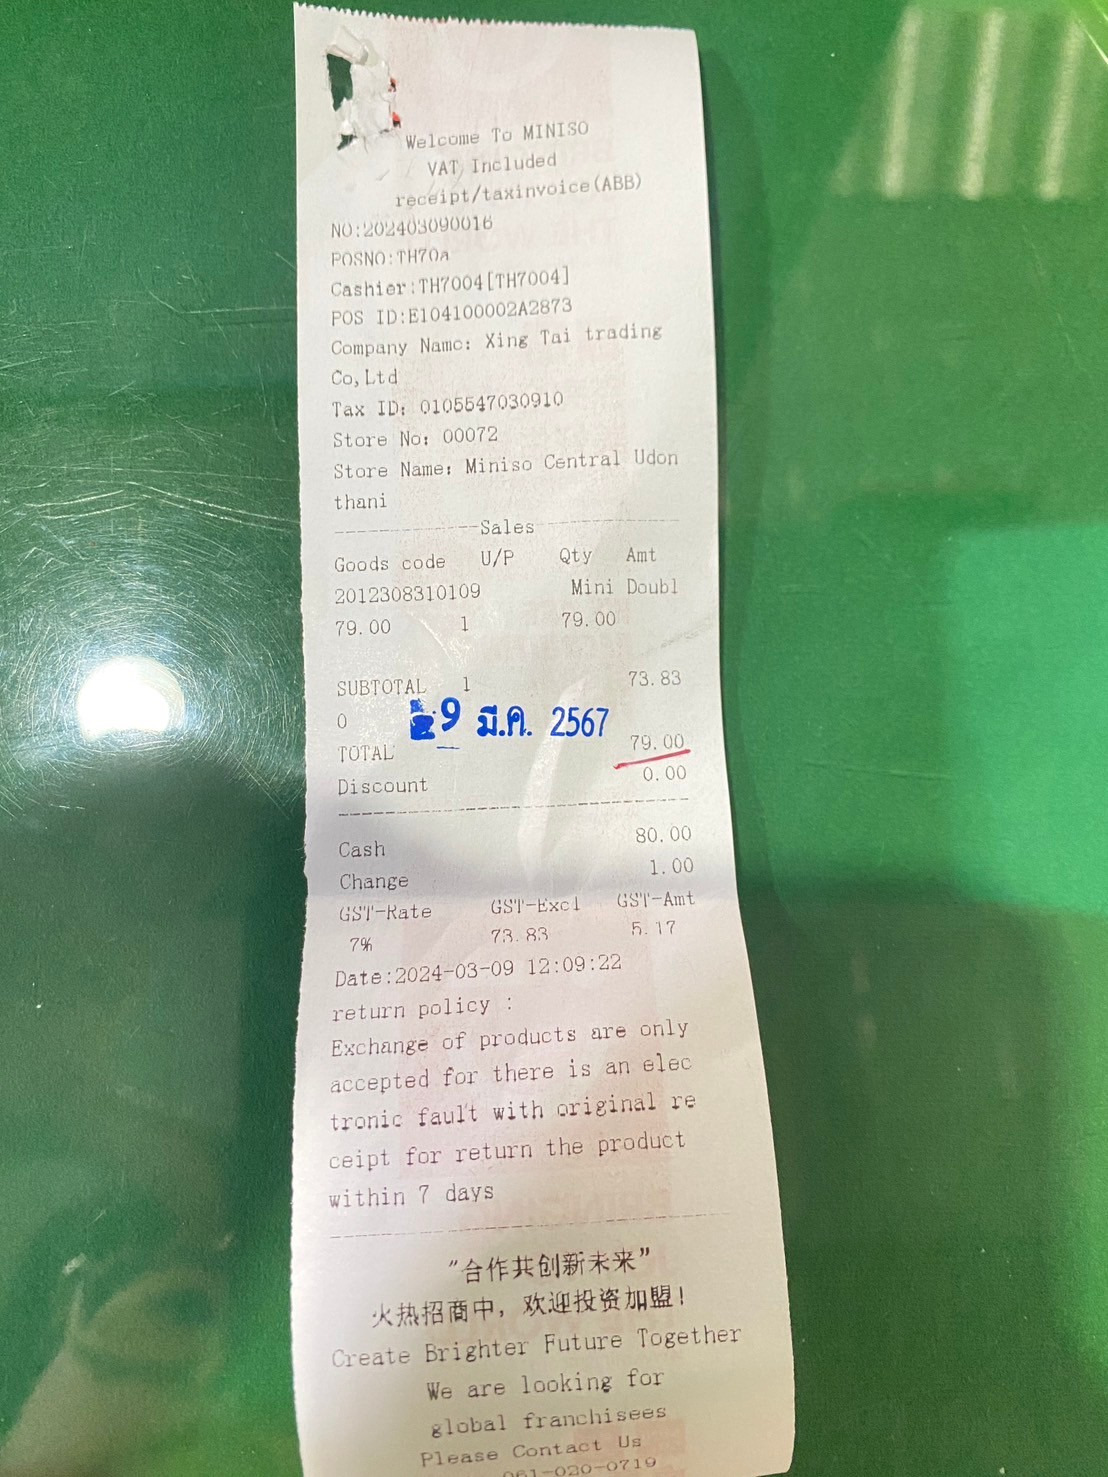 Welcome To MINISO
VAT Included
receipt/taxinvoice(ABB)
NO:202403090016
POSNO:TH70a
Cashier:TH7004[TH7004]
POS ID:E104100002A2873
Company Name: Xing Tai trading
Co,Ltd
Tax ID: 0105547030910
Store No: 00072
Store Name: Miniso Central Udon
thani
Sales
Goods code U/P Qty Amt
2012308310109 Mini Doubl
79.00 1 79.00
SUBTOTAL 1 73.83
0
9 มี.ค. 2567
TOTAL 79.00
Discount 0.00
Cash 80.00
Change 1.00
GST-Rate GST-Excl GST-Amt
7% 73.83 5.17
Date:2024-03-09 12:09:22
return policy :
Exchange of products are only
accepted for there is an elec
tronic fault with original re
ceipt for return the product
within 7 days
"合作共创新未来"
火热招商中, 欢迎投资加盟!
Create Brighter Future Together
We are looking for
global franchisees
Please Contact Us
061-020-0719